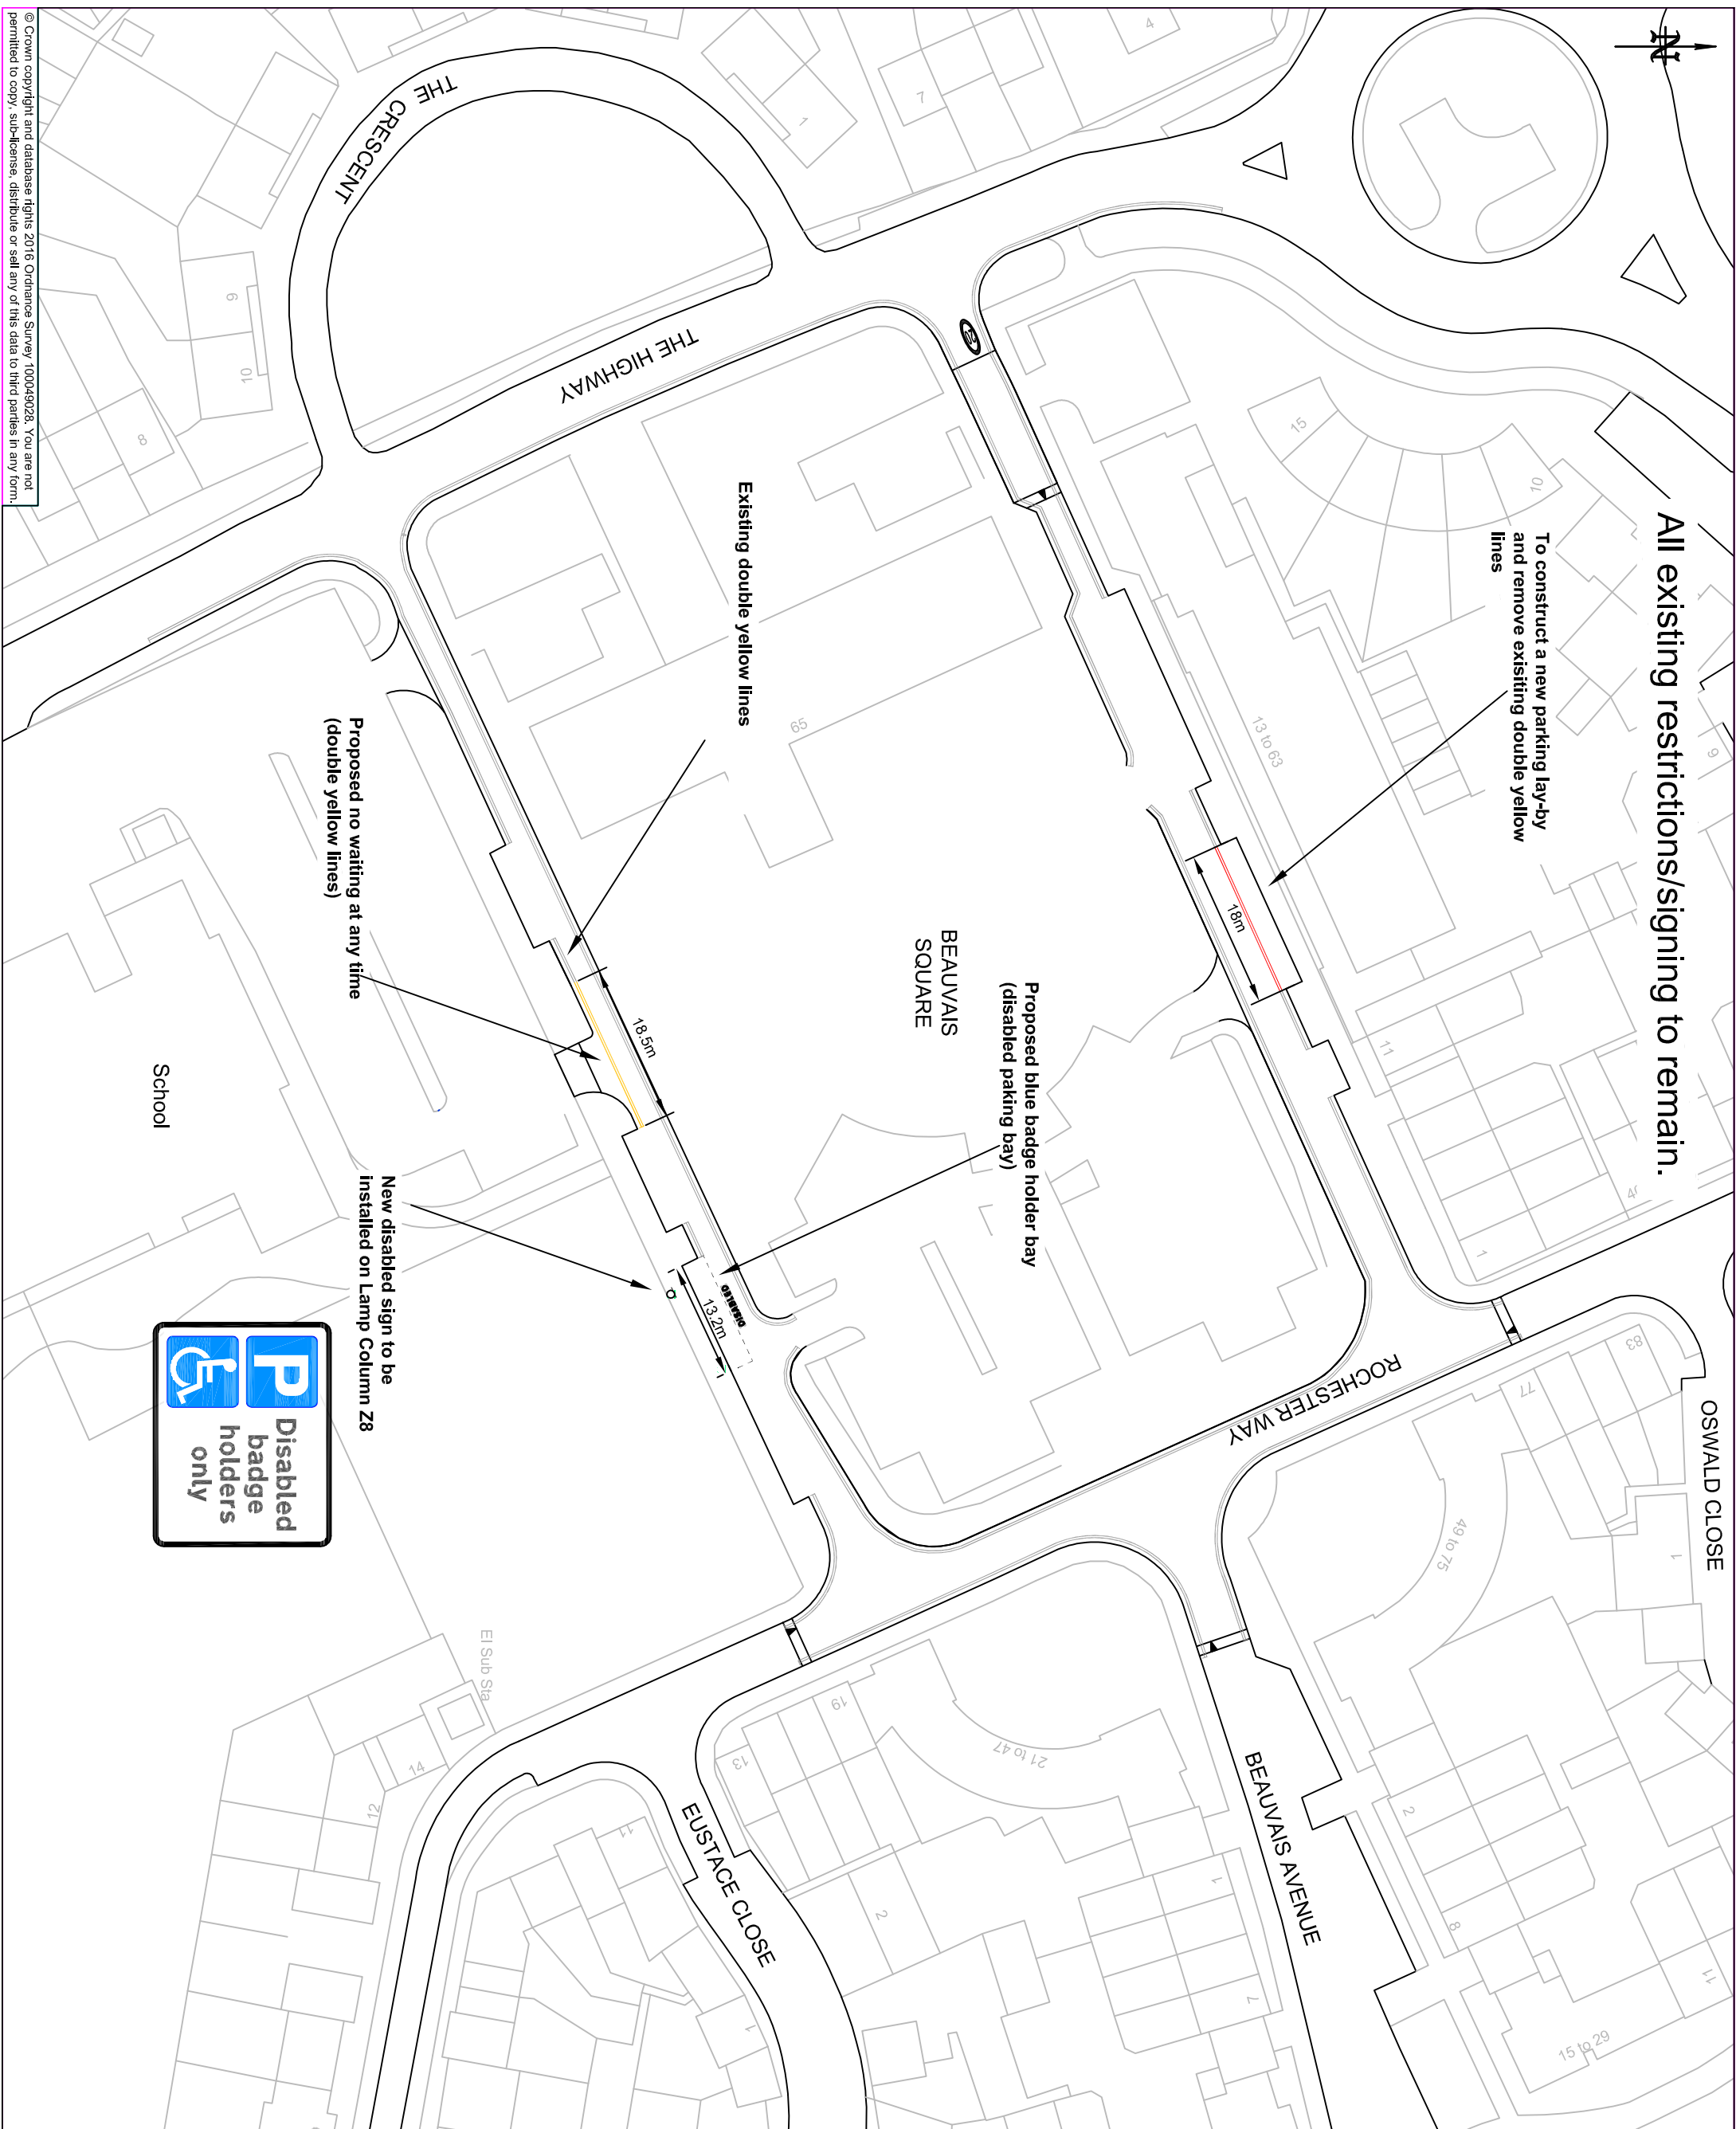 All existing restrictions/signing to remain.
To construct a new parking lay-by
and remove exisiting double yellow
lines
18m
Existing double yellow lines
BEAUVAIS
SQUARE
Proposed blue badge holder bay
(disabled paking bay)
18.5m
Proposed no waiting at any time
(double yellow lines)
DISABLED
13.2m
New disabled sign to be
installed on Lamp Column Z8
P
Disabled
badge
holders
only
School
THE CRESCENT
THE HIGHWAY
ROCHESTER WAY
OSWALD CLOSE
BEAUVAIS AVENUE
EUSTACE CLOSE
El Sub Sta
N
20
4
7
1
9
10
8
15
10
13 to 63
65
9
11
1
83
77
49 to 75
1
19
13
21 to 47
2
14
12
11
1
1
7
2
8
11
15 to 29
© Crown copyright and database rights 2016 Ordnance Survey 100049028. You are not
permitted to copy, sub-license, distribute or sell any of this data to third parties in any form.